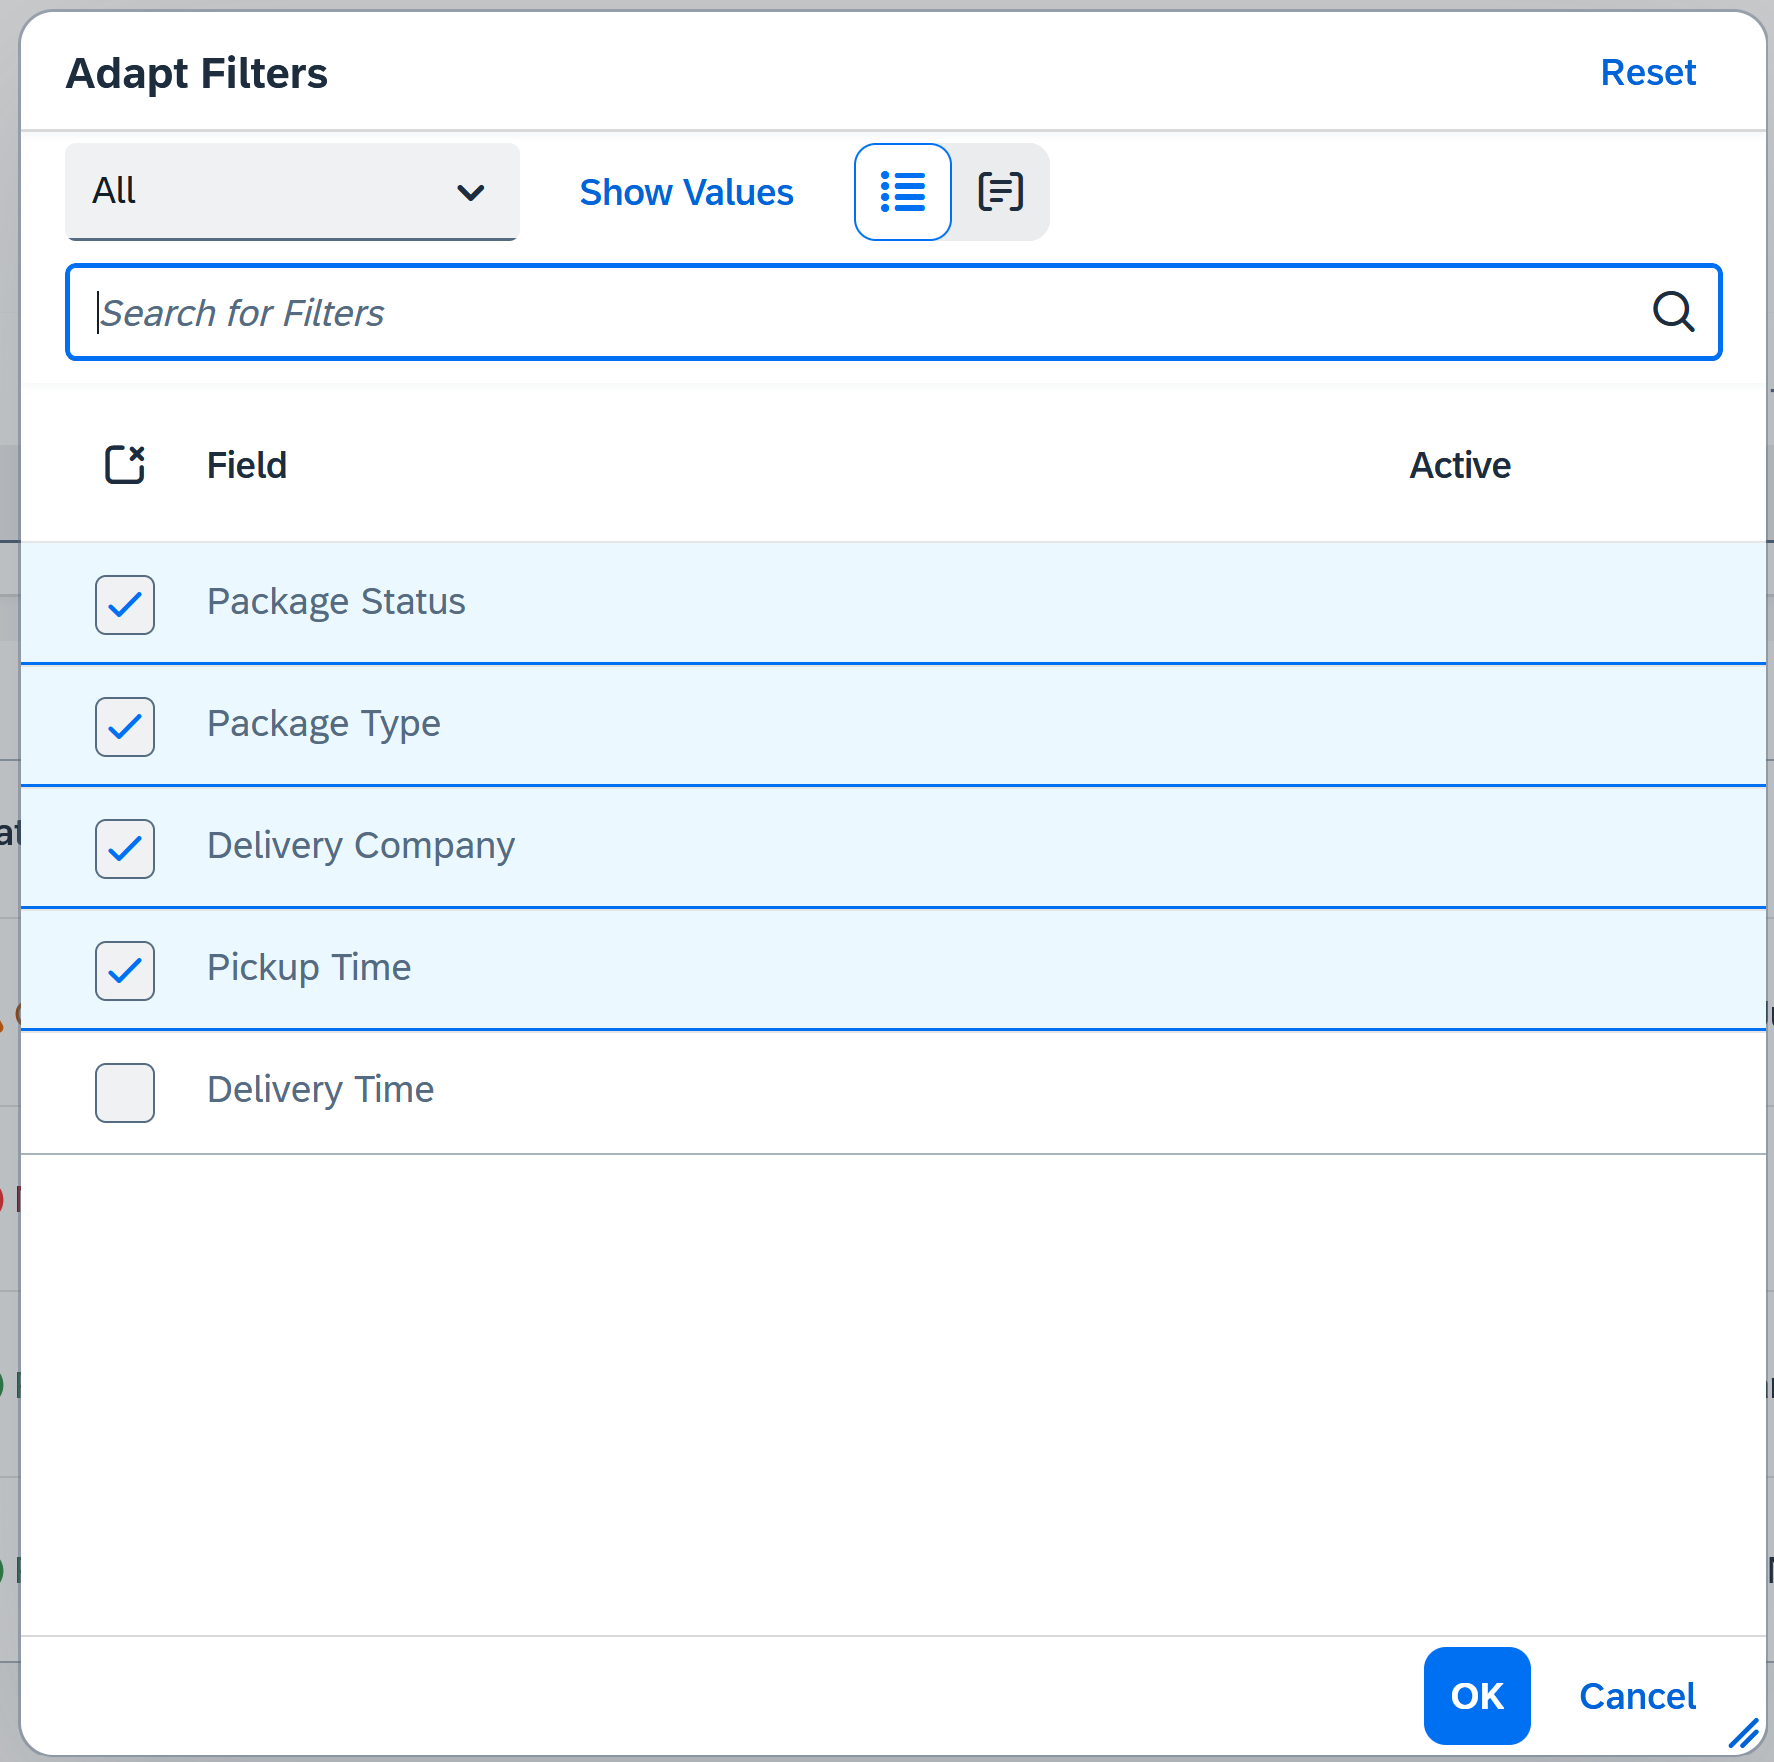 Adapt Filters
Reset
All
Show Values
Search for Filters
Field
Active
Package Status
Package Type
Delivery Company
Pickup Time
Delivery Time
OK
Cancel